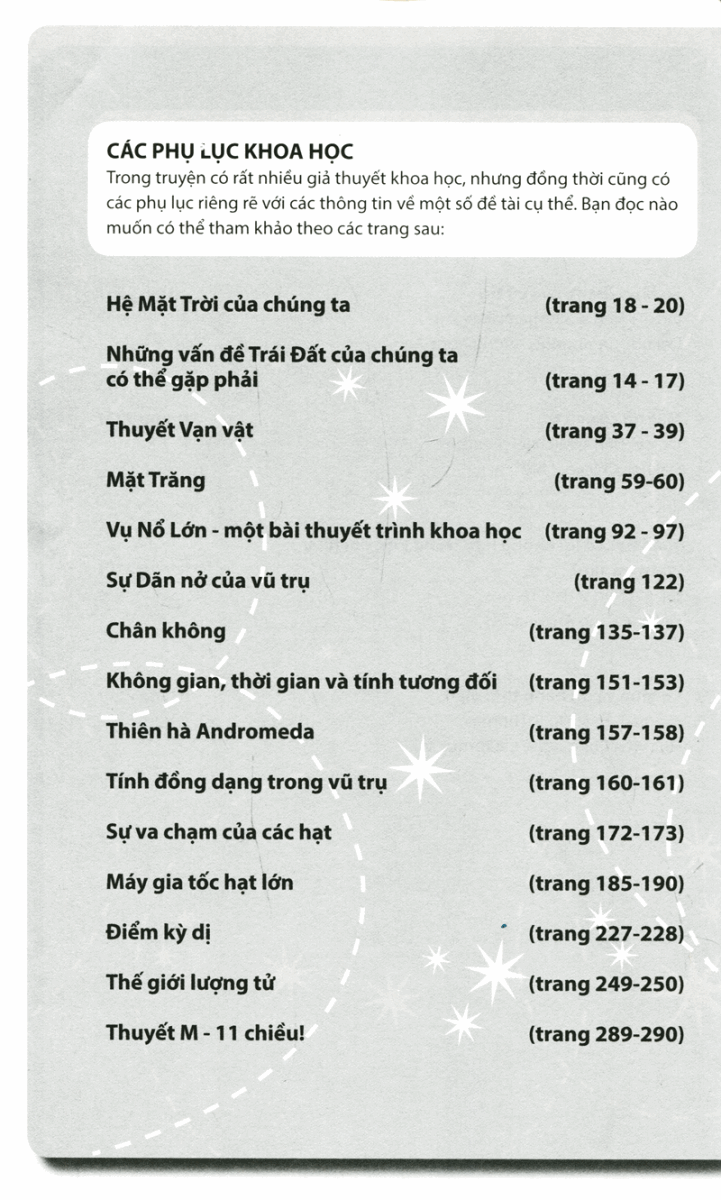 CÁC PHỤ LỤC KHOA HỌC
Trong truyện có rất nhiều giả thuyết khoa học, nhưng đồng thời cũng có
các phụ lục riêng rẽ với các thông tin về một số đề tài cụ thể. Bạn đọc nào
muốn có thể tham khảo theo các trang sau:
Hệ Mặt Trời của chúng ta (trang 18 - 20)
Những vấn đề Trái Đất của chúng ta
có thể gặp phải (trang 14 - 17)
Thuyết Vạn vật (trang 37 - 39)
Mặt Trăng (trang 59-60)
Vụ Nổ Lớn - một bài thuyết trình khoa học (trang 92 - 97)
Sự Dãn nở của vũ trụ (trang 122)
Chân không (trang 135-137)
Không gian, thời gian và tính tương đối (trang 151-153)
Thiên hà Andromeda (trang 157-158)
Tính đồng dạng trong vũ trụ (trang 160-161)
Sự va chạm của các hạt (trang 172-173)
Máy gia tốc hạt lớn (trang 185-190)
Điểm kỳ dị (trang 227-228)
Thế giới lượng tử (trang 249-250)
Thuyết M - 11 chiều! (trang 289-290)